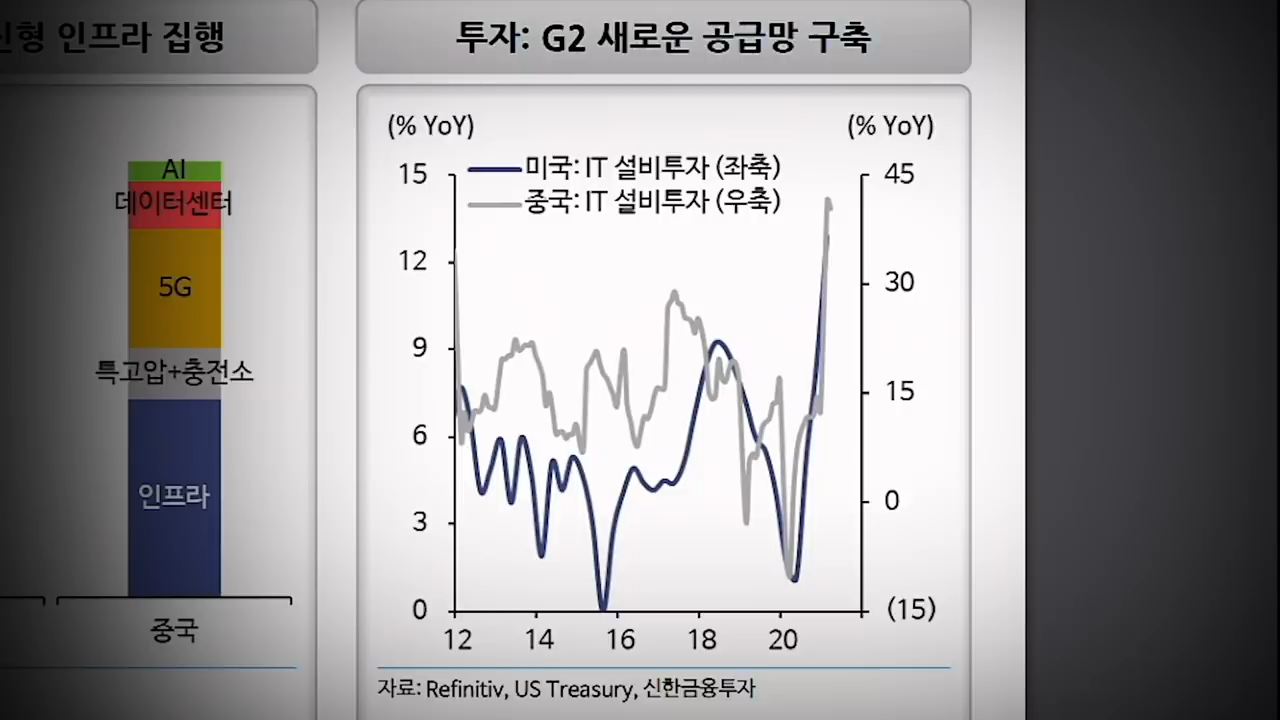 신형 인프라 집행
AI
데이터센터
5G
특고압+충전소
인프라
중국
투자: G2 새로운 공급망 구축
(% YoY)
(% YoY)
미국: IT 설비투자 (좌축)
중국: IT 설비투자 (우축)
15
12
9
6
3
0
45
30
15
0
(15)
12
14
16
18
20
자료: Refinitiv, US Treasury, 신한금융투자